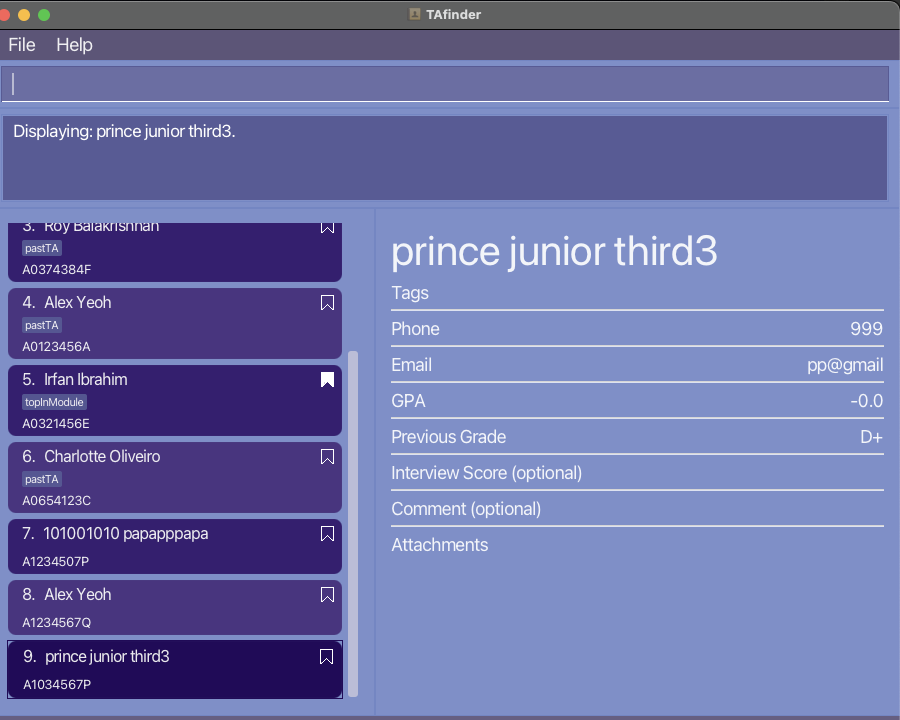 TAfinder
File Help
Displaying: prince junior third3.
3. Roy Balakrishnan
pastTA
A0374384F
4. Alex Yeoh
pastTA
A0123456A
5. Irfan Ibrahim
topInModule
A0321456E
6. Charlotte Oliveiro
pastTA
A0654123C
7. 101001010 papapppapa
A1234507P
8. Alex Yeoh
A1234567Q
9. prince junior third3
A1034567P
prince junior third3
Tags
Phone 999
Email pp@gmail
GPA -0.0
Previous Grade D+
Interview Score (optional)
Comment (optional)
Attachments